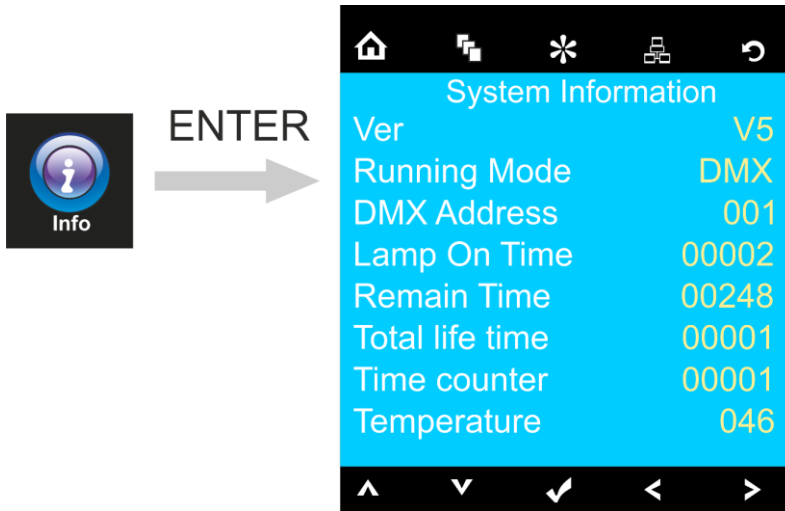 Info
ENTER
System Information
Ver V5
Running Mode DMX
DMX Address 001
Lamp On Time 00002
Remain Time 00248
Total life time 00001
Time counter 00001
Temperature 046